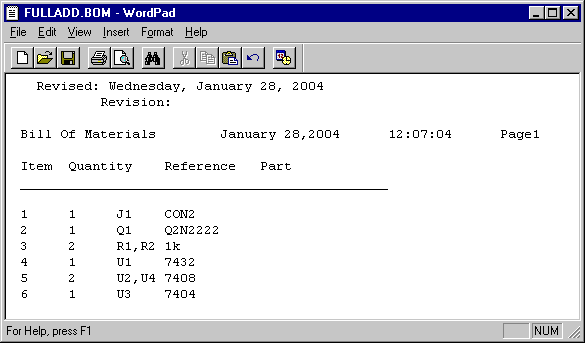 FULLADD.BOM - WordPad
File Edit View Insert Format Help
Revised: Wednesday, January 28, 2004
Revision:
Bill Of Materials January 28,2004 12:07:04 Page1
Item Quantity Reference Part
1 1 J1 CON2
2 1 Q1 Q2N2222
3 2 R1,R2 1k
4 1 U1 7432
5 2 U2,U4 7408
6 1 U3 7404
For Help, press F1 NUM